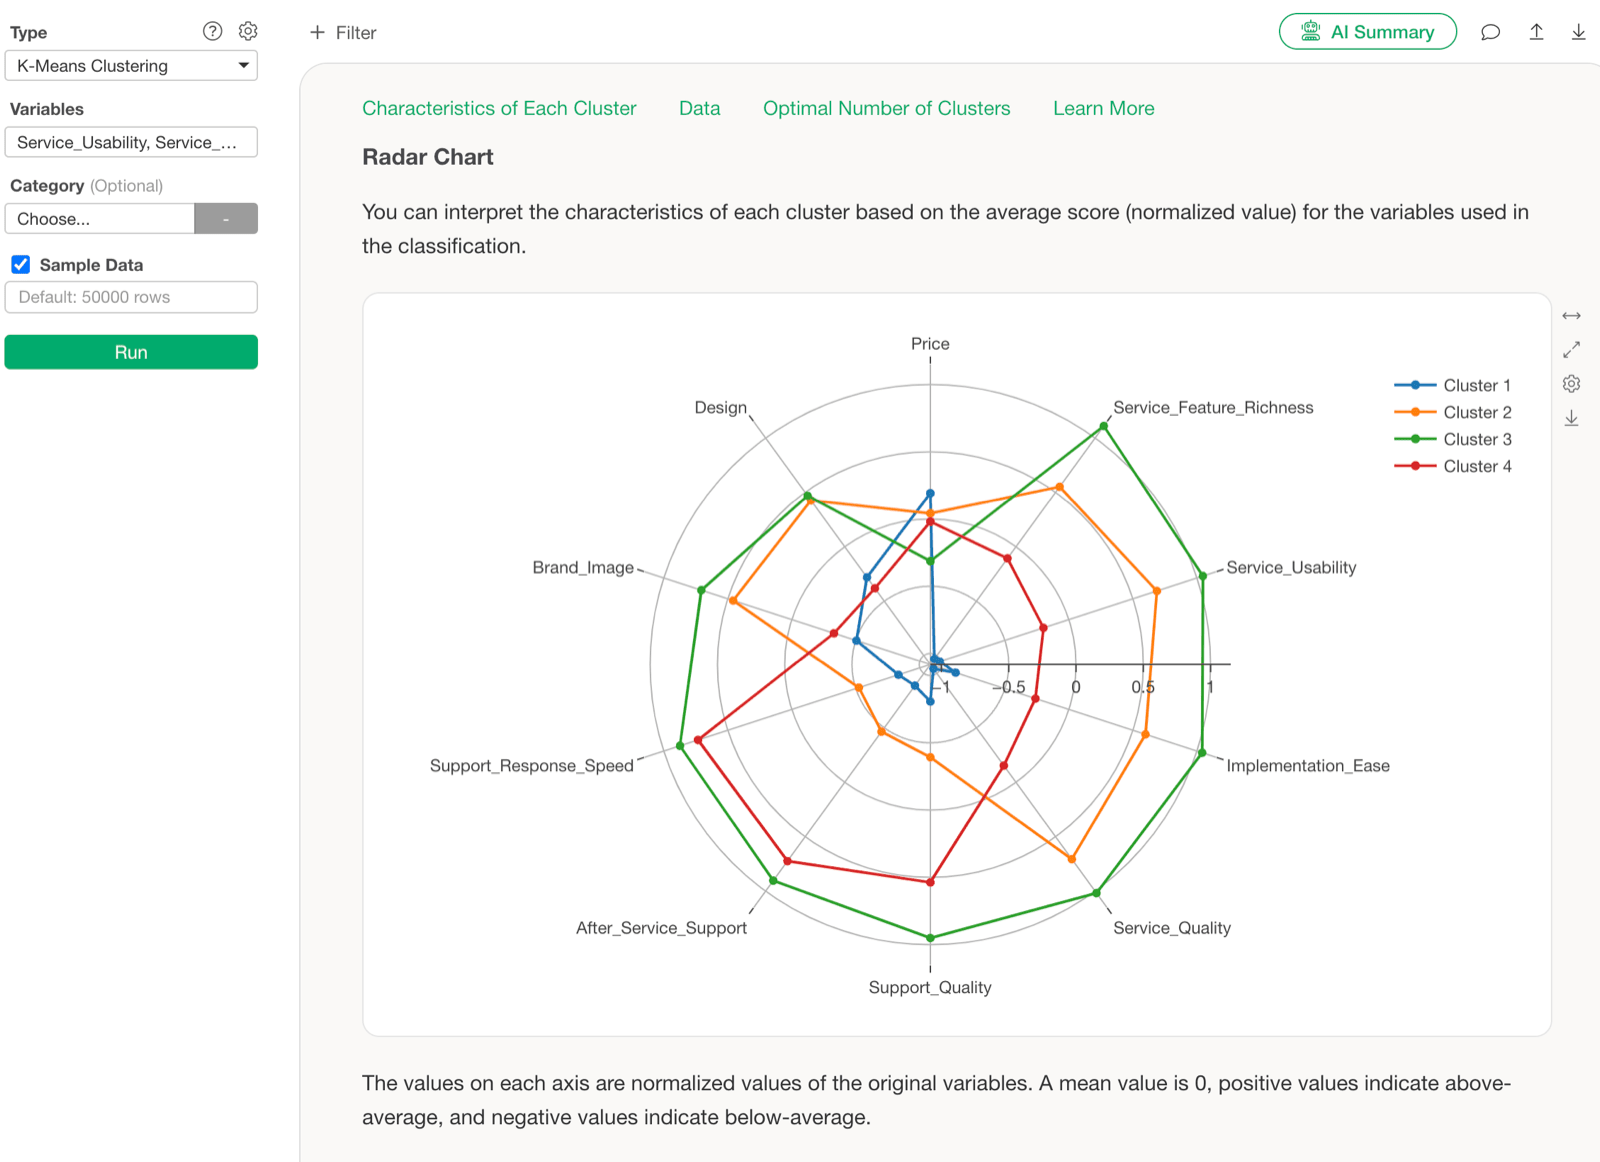 Type
K-Means Clustering
Variables
Service_Usability, Service_...
Category (Optional)
Choose...
-
Sample Data
Default: 50000 rows
Run
+ Filter
AI Summary
Characteristics of Each Cluster
Data
Optimal Number of Clusters
Learn More
Radar Chart
You can interpret the characteristics of each cluster based on the average score (normalized value) for the variables used in
the classification.
Price
Service_Feature_Richness
Service_Usability
Implementation_Ease
Service_Quality
Support_Quality
After_Service_Support
Support_Response_Speed
Brand_Image
Design
−1
−0.5
0
0.5
1
Cluster 1
Cluster 2
Cluster 3
Cluster 4
The values on each axis are normalized values of the original variables. A mean value is 0, positive values indicate above-
average, and negative values indicate below-average.